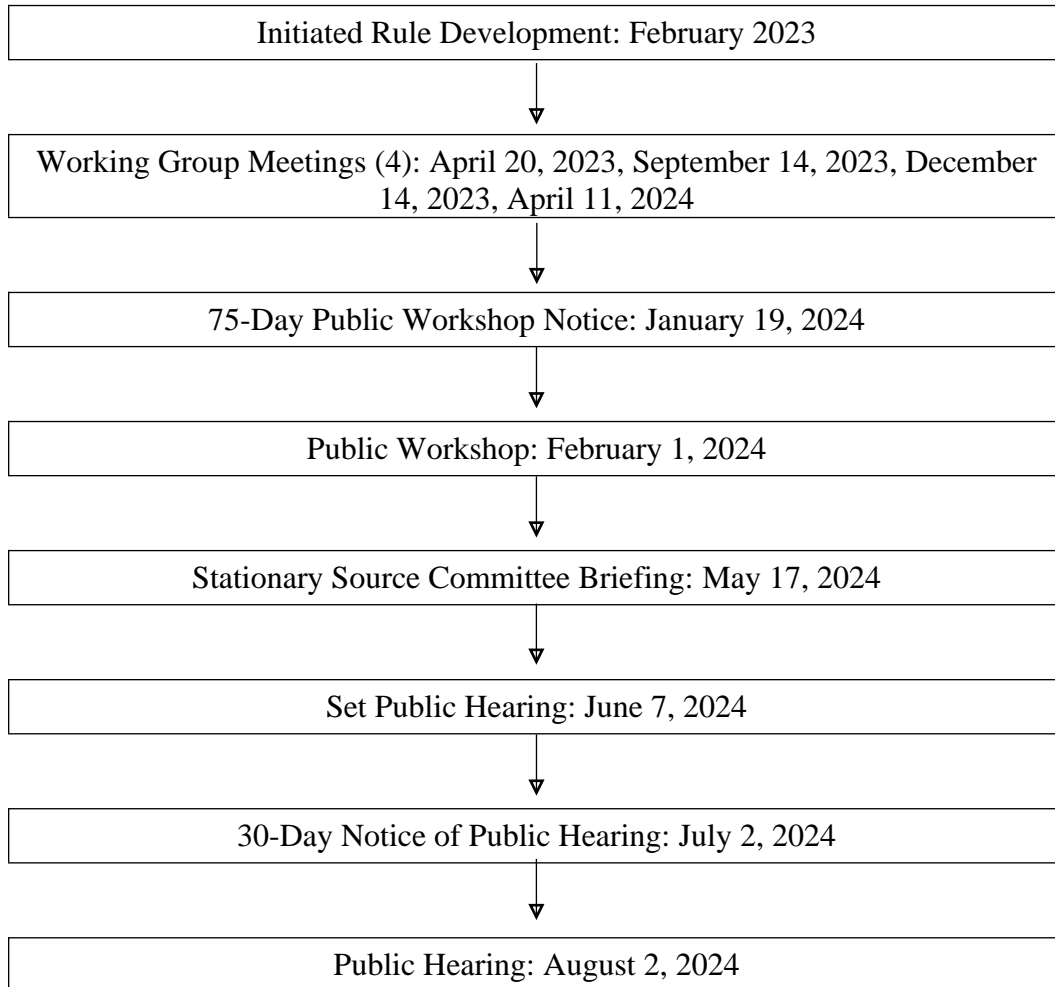 Initiated Rule Development: February 2023
Working Group Meetings (4): April 20, 2023, September 14, 2023, December
14, 2023, April 11, 2024
75-Day Public Workshop Notice: January 19, 2024
Public Workshop: February 1, 2024
Stationary Source Committee Briefing: May 17, 2024
Set Public Hearing: June 7, 2024
30-Day Notice of Public Hearing: July 2, 2024
Public Hearing: August 2, 2024